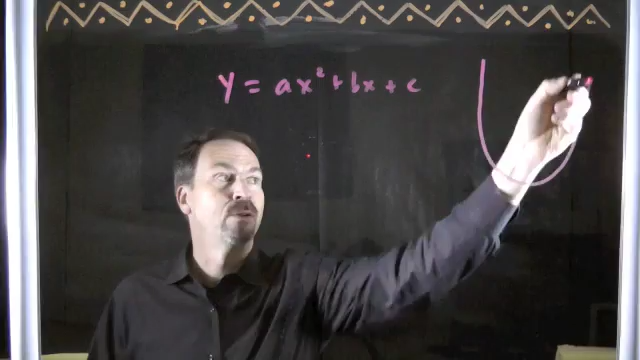 y = ax² + bx + c